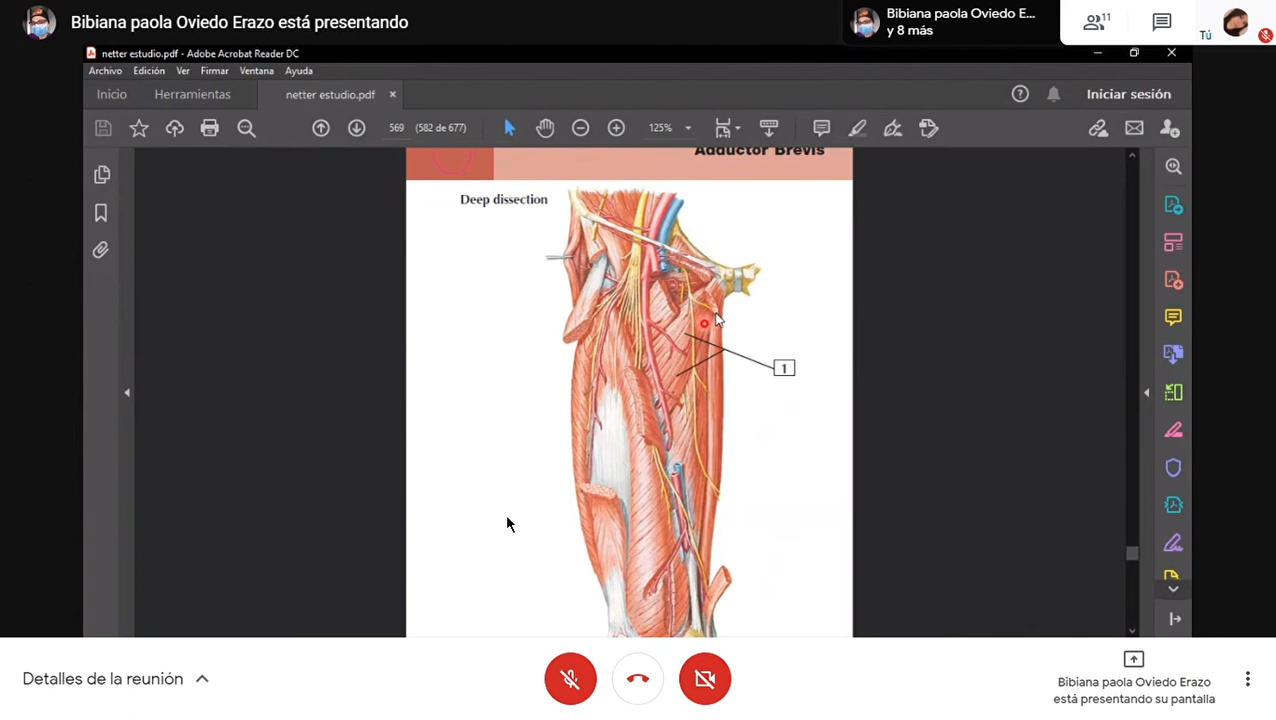 Bibiana paola Oviedo Erazo está presentando
Bibiana paola Oviedo E...
y 8 más
11
Tú
netter estudio.pdf - Adobe Acrobat Reader DC
Archivo Edición Ver Firmar Ventana Ayuda
Inicio Herramientas netter estudio.pdf × Iniciar sesión
569 (582 de 677) 125%
Adductor Brevis
Deep dissection
1
Detalles de la reunión
Bibiana paola Oviedo Erazo
está presentando su pantalla